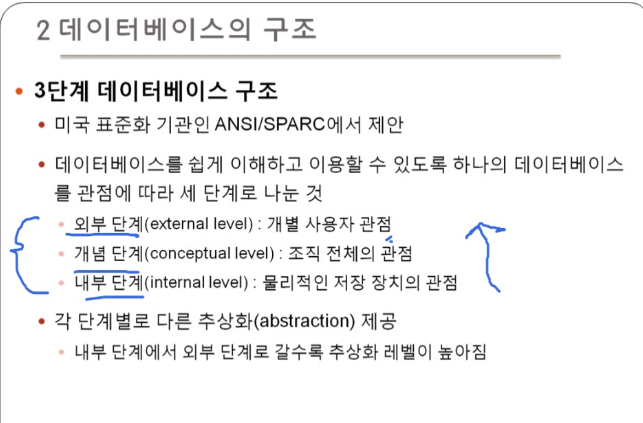 2 데이터베이스의 구조
• 3단계 데이터베이스 구조
• 미국 표준화 기관인 ANSI/SPARC에서 제안
• 데이터베이스를 쉽게 이해하고 이용할 수 있도록 하나의 데이터베이스
를 관점에 따라 세 단계로 나눈 것
• 외부 단계(external level) : 개별 사용자 관점
• 개념 단계(conceptual level) : 조직 전체의 관점
• 내부 단계(internal level) : 물리적인 저장 장치의 관점
• 각 단계별로 다른 추상화(abstraction) 제공
• 내부 단계에서 외부 단계로 갈수록 추상화 레벨이 높아짐